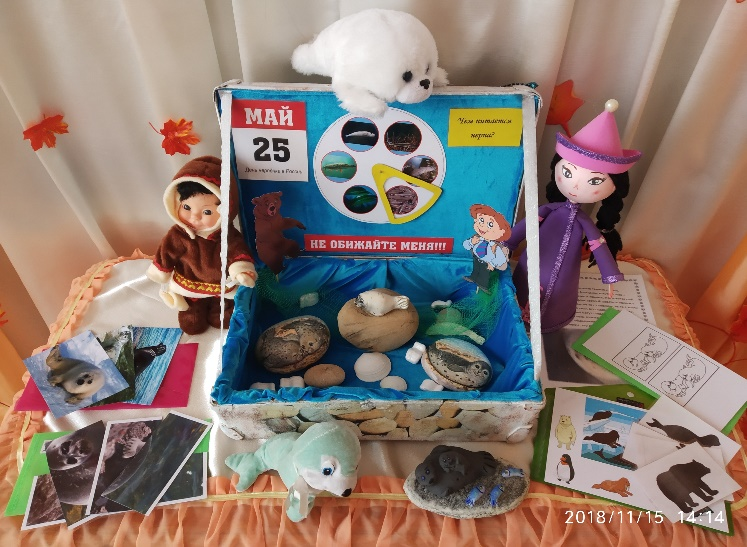 МАЙ
25
День нерпенка в России
Чем питается
нерпа?
НЕ ОБИЖАЙТЕ МЕНЯ!!!
2018/11/15 14:14